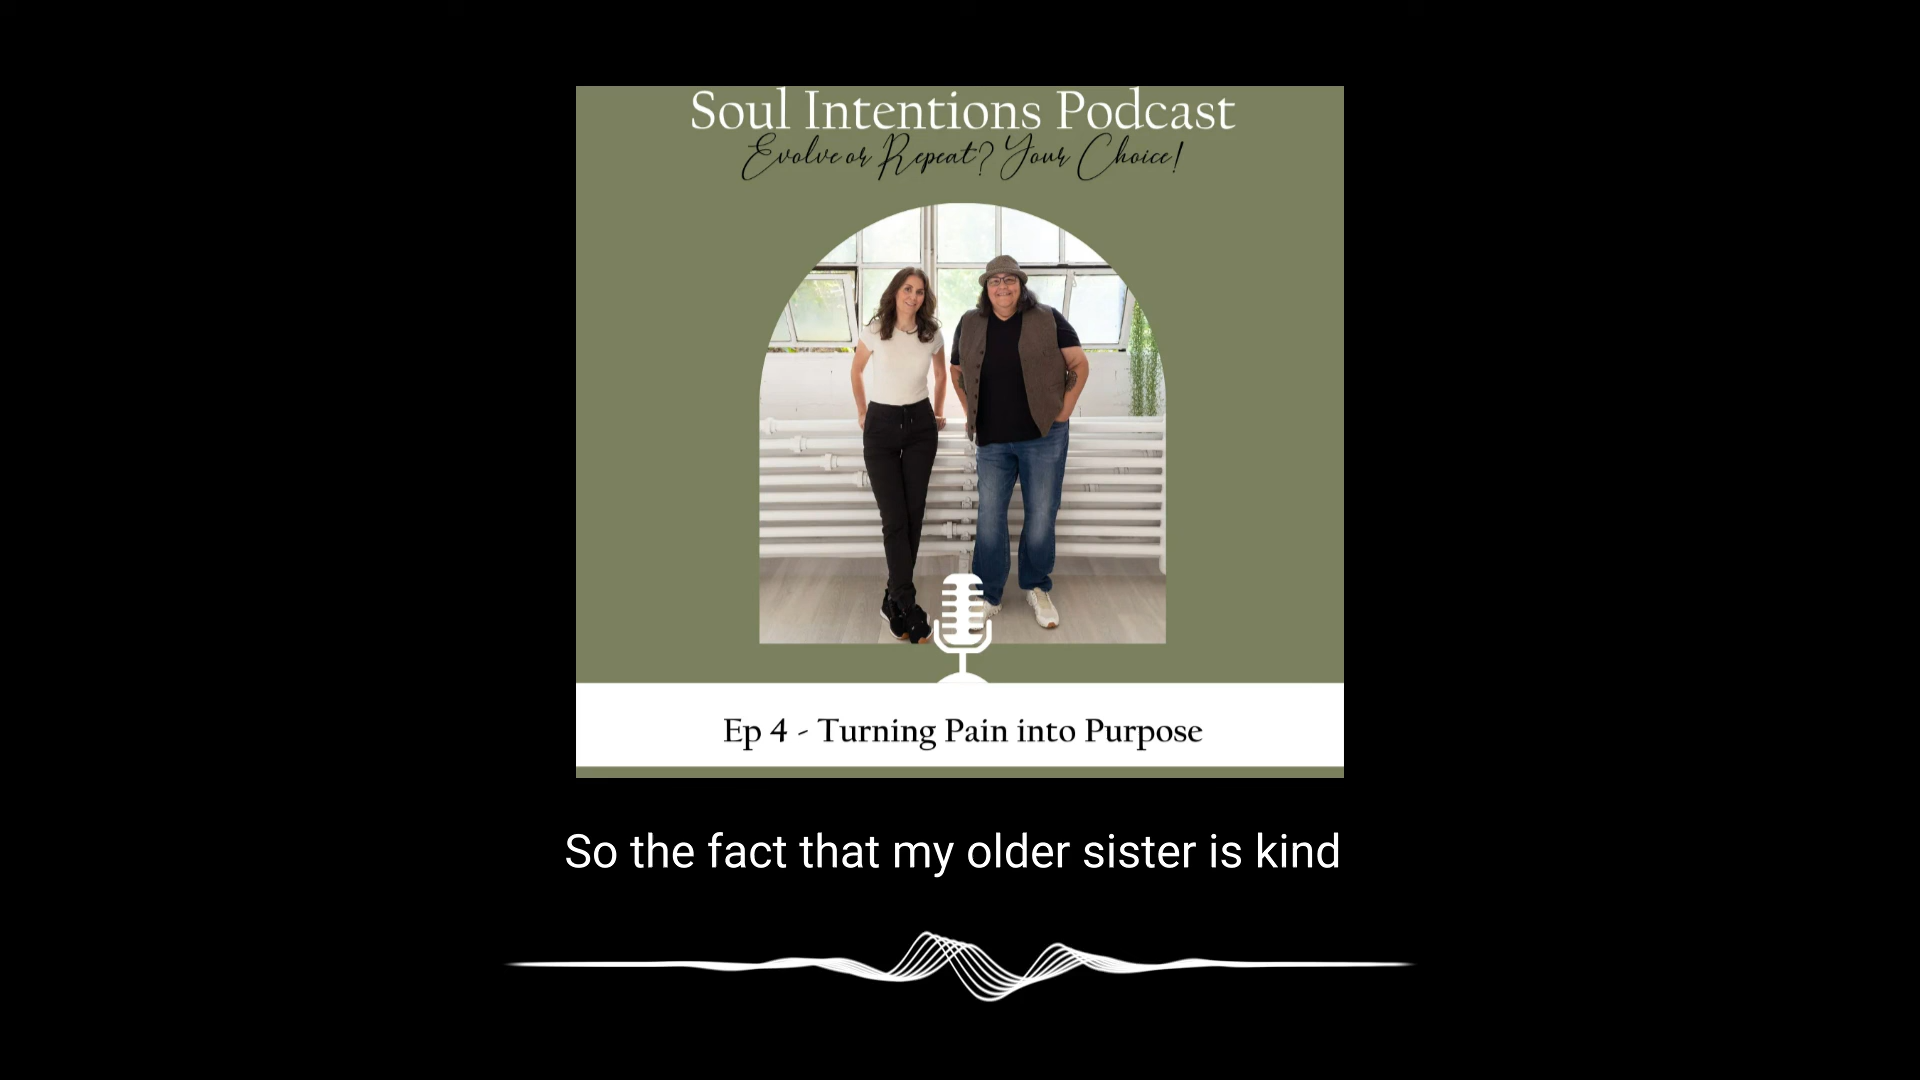 Soul Intentions Podcast
Evolve or Repeat? Your Choice!
Ep 4 - Turning Pain into Purpose
So the fact that my older sister is kind